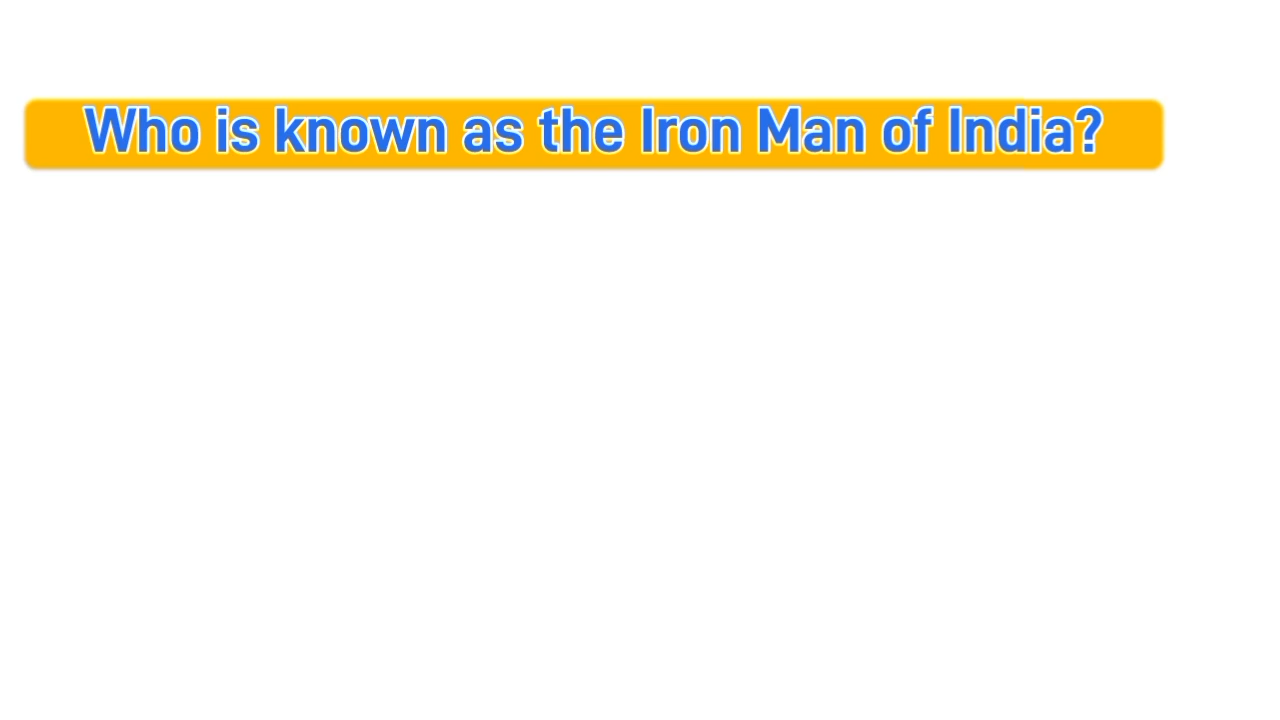 Who is known as the Iron Man of India?